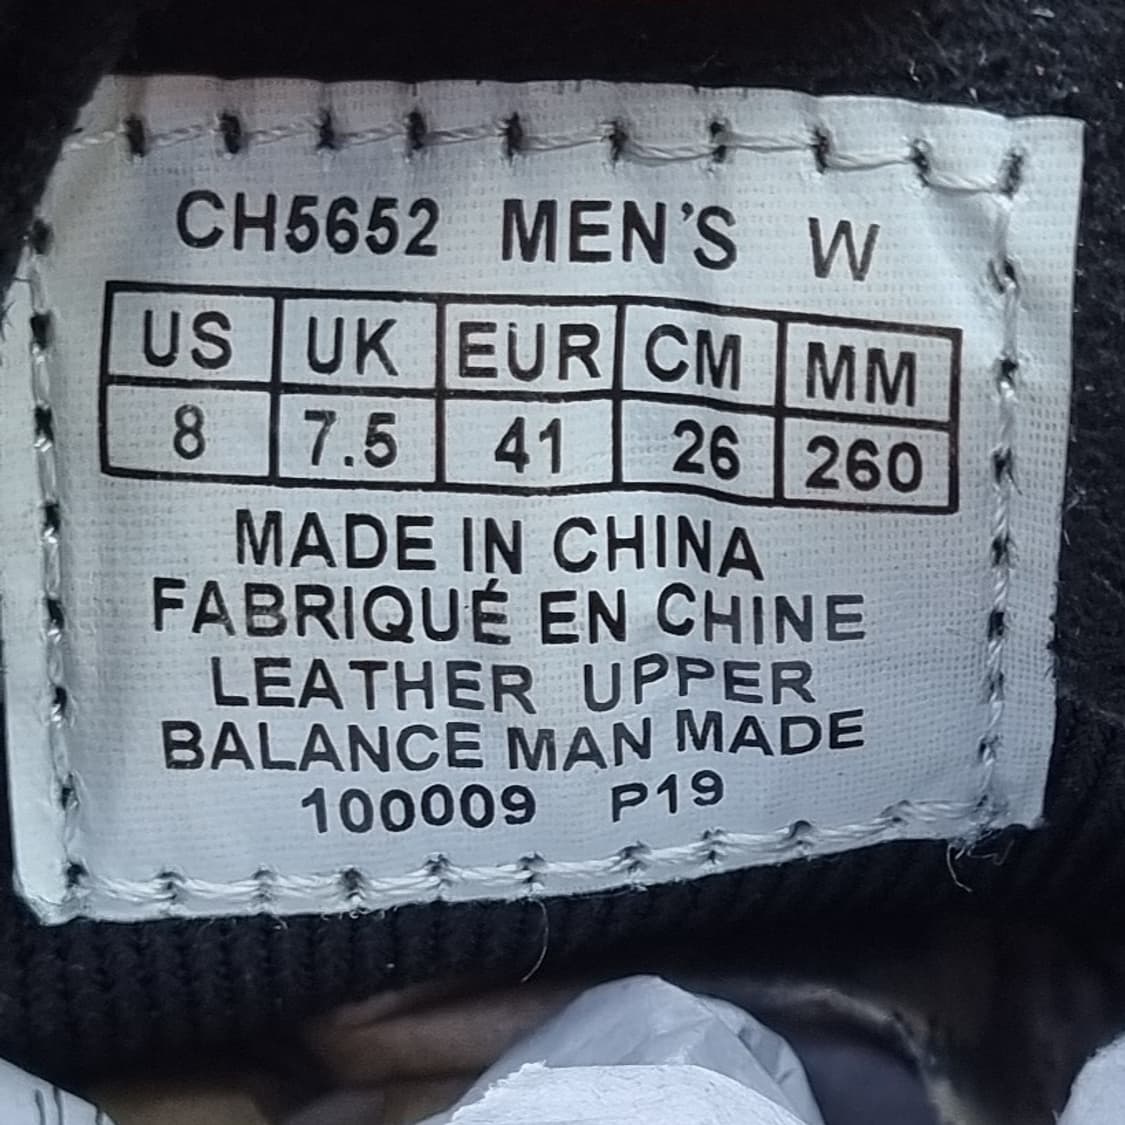 CH5652 MEN'S W
US UK EUR CM MM
8 7.5 41 26 260
MADE IN CHINA
FABRIQUÉ EN CHINE
LEATHER UPPER
BALANCE MAN MADE
100009 P19